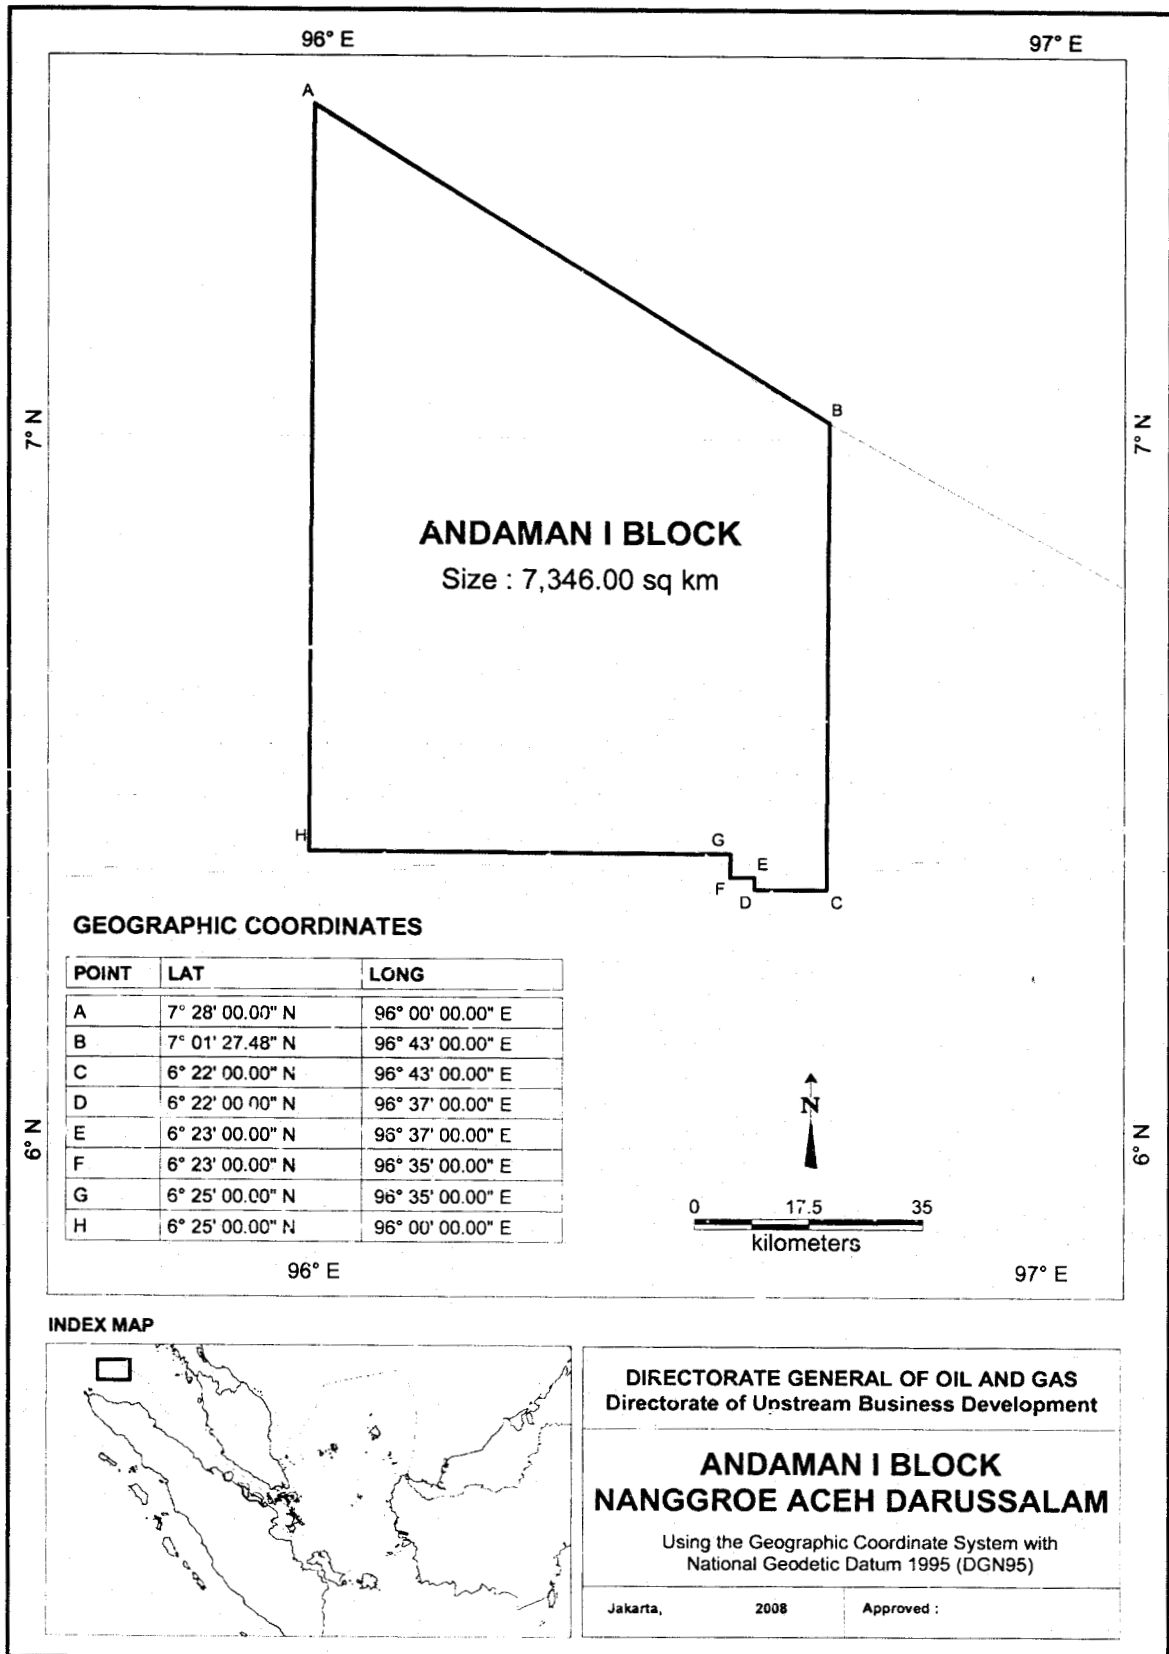 96° E
97° E
A
B
7° N
7° N
ANDAMAN I BLOCK
Size : 7,346.00 sq km
H
G
E
F
D
C
GEOGRAPHIC COORDINATES
POINT LAT LONG
A 7° 28' 00.00" N 96° 00' 00.00" E
B 7° 01' 27.48" N 96° 43' 00.00" E
C 6° 22' 00.00" N 96° 43' 00.00" E
D 6° 22' 00.00" N 96° 37' 00.00" E
E 6° 23' 00.00" N 96° 37' 00.00" E
F 6° 23' 00.00" N 96° 35' 00.00" E
G 6° 25' 00.00" N 96° 35' 00.00" E
H 6° 25' 00.00" N 96° 00' 00.00" E
6° N
6° N
N
0 17.5 35
kilometers
96° E
97° E
INDEX MAP
DIRECTORATE GENERAL OF OIL AND GAS
Directorate of Upstream Business Development
ANDAMAN I BLOCK
NANGGROE ACEH DARUSSALAM
Using the Geographic Coordinate System with
National Geodetic Datum 1995 (DGN95)
Jakarta, 2008 Approved :